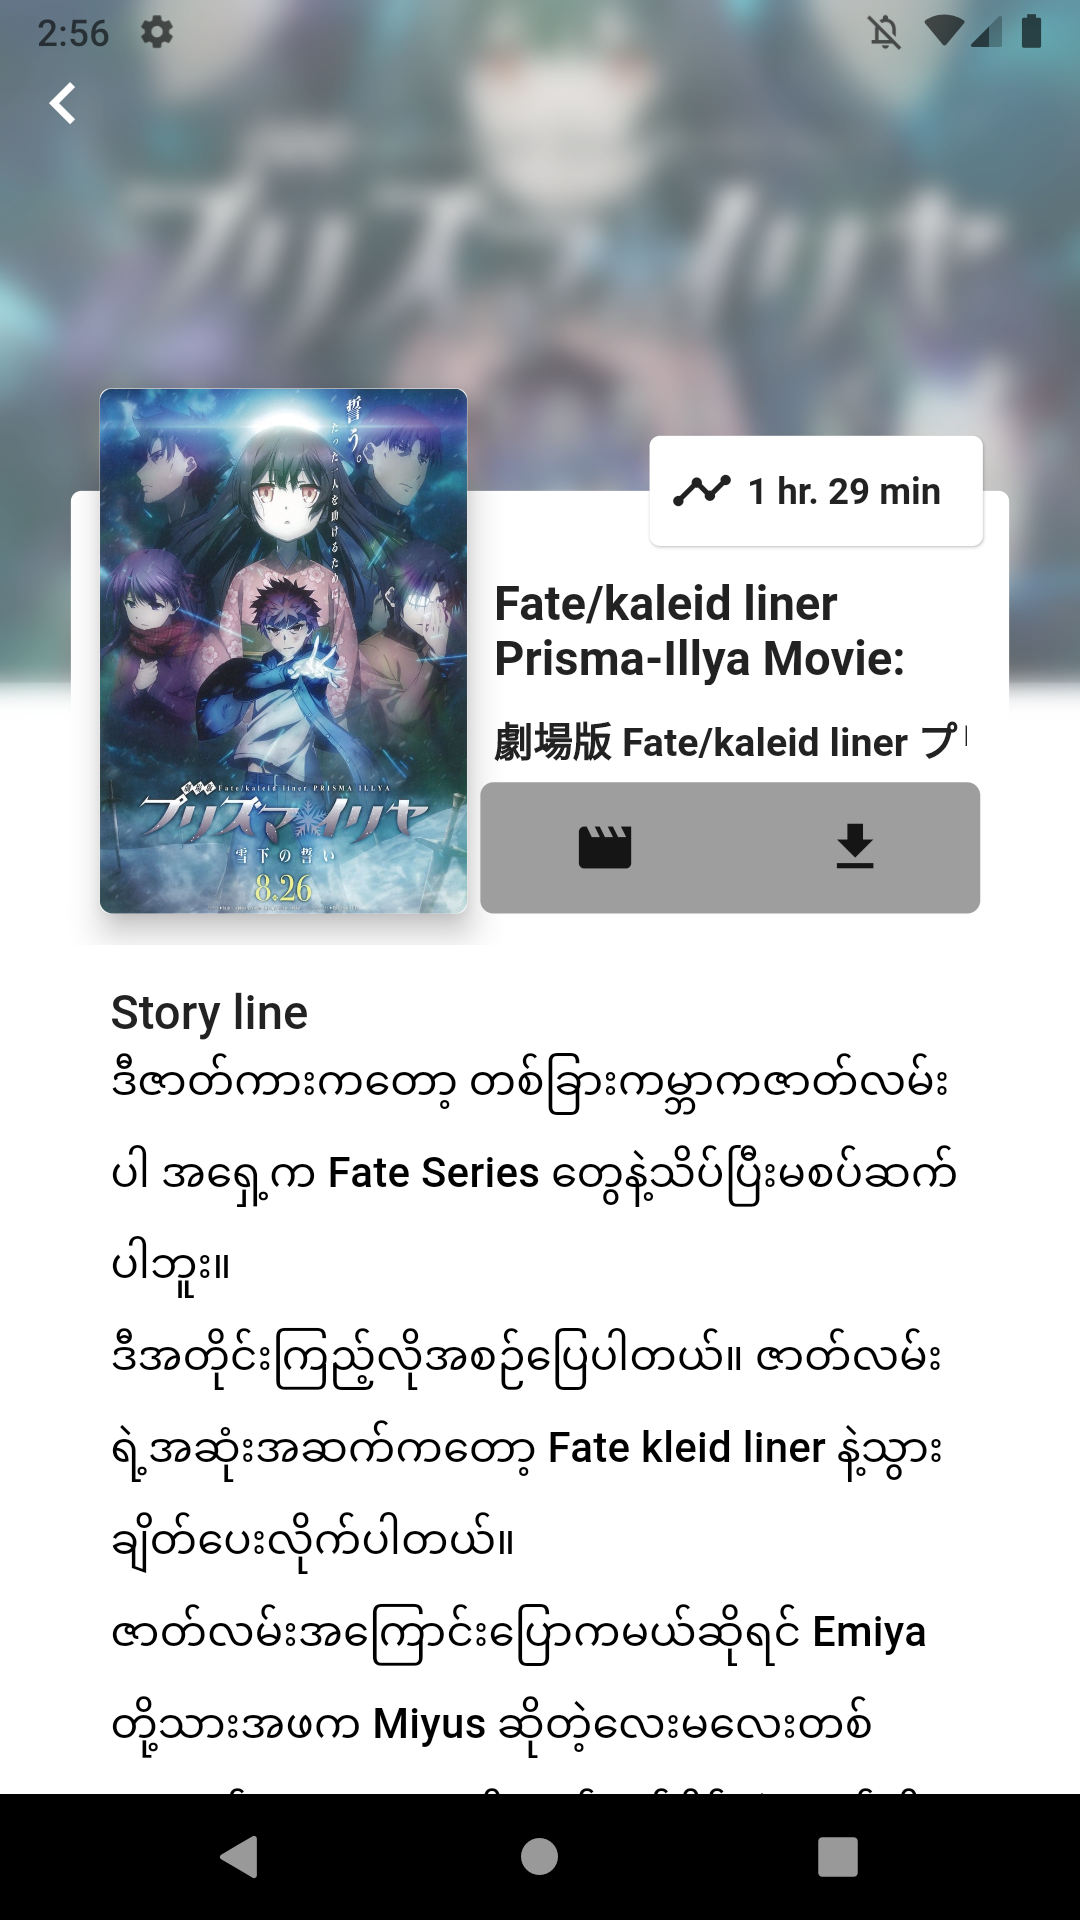 2:56
1 hr. 29 min
誓う。
たった一人を助けるために
Fate/kaleid liner
Prisma-Illya Movie:
劇場版 Fate/kaleid liner プ
劇場版
Fate/kaleid liner PRISMA ILLYA
プリズマ イリヤ
雪下の誓い
8.26
Story line
ဒီဇာတ်ကားကတော့ တစ်ခြားကမ္ဘာကဇာတ်လမ်း
ပါ အရှေ့က Fate Series တွေနဲ့သိပ်ပြီးမစပ်ဆက်
ပါဘူး။
ဒီအတိုင်းကြည့်လိုအစဉ်ပြေပါတယ်။ ဇာတ်လမ်း
ရဲ့အဆုံးအဆက်ကတော့ Fate kleid liner နဲ့သွား
ချိတ်ပေးလိုက်ပါတယ်။
ဇာတ်လမ်းအကြောင်းပြောကမယ်ဆိုရင် Emiya
တို့သားအဖက Miyus ဆိုတဲ့လေးမလေးတစ်